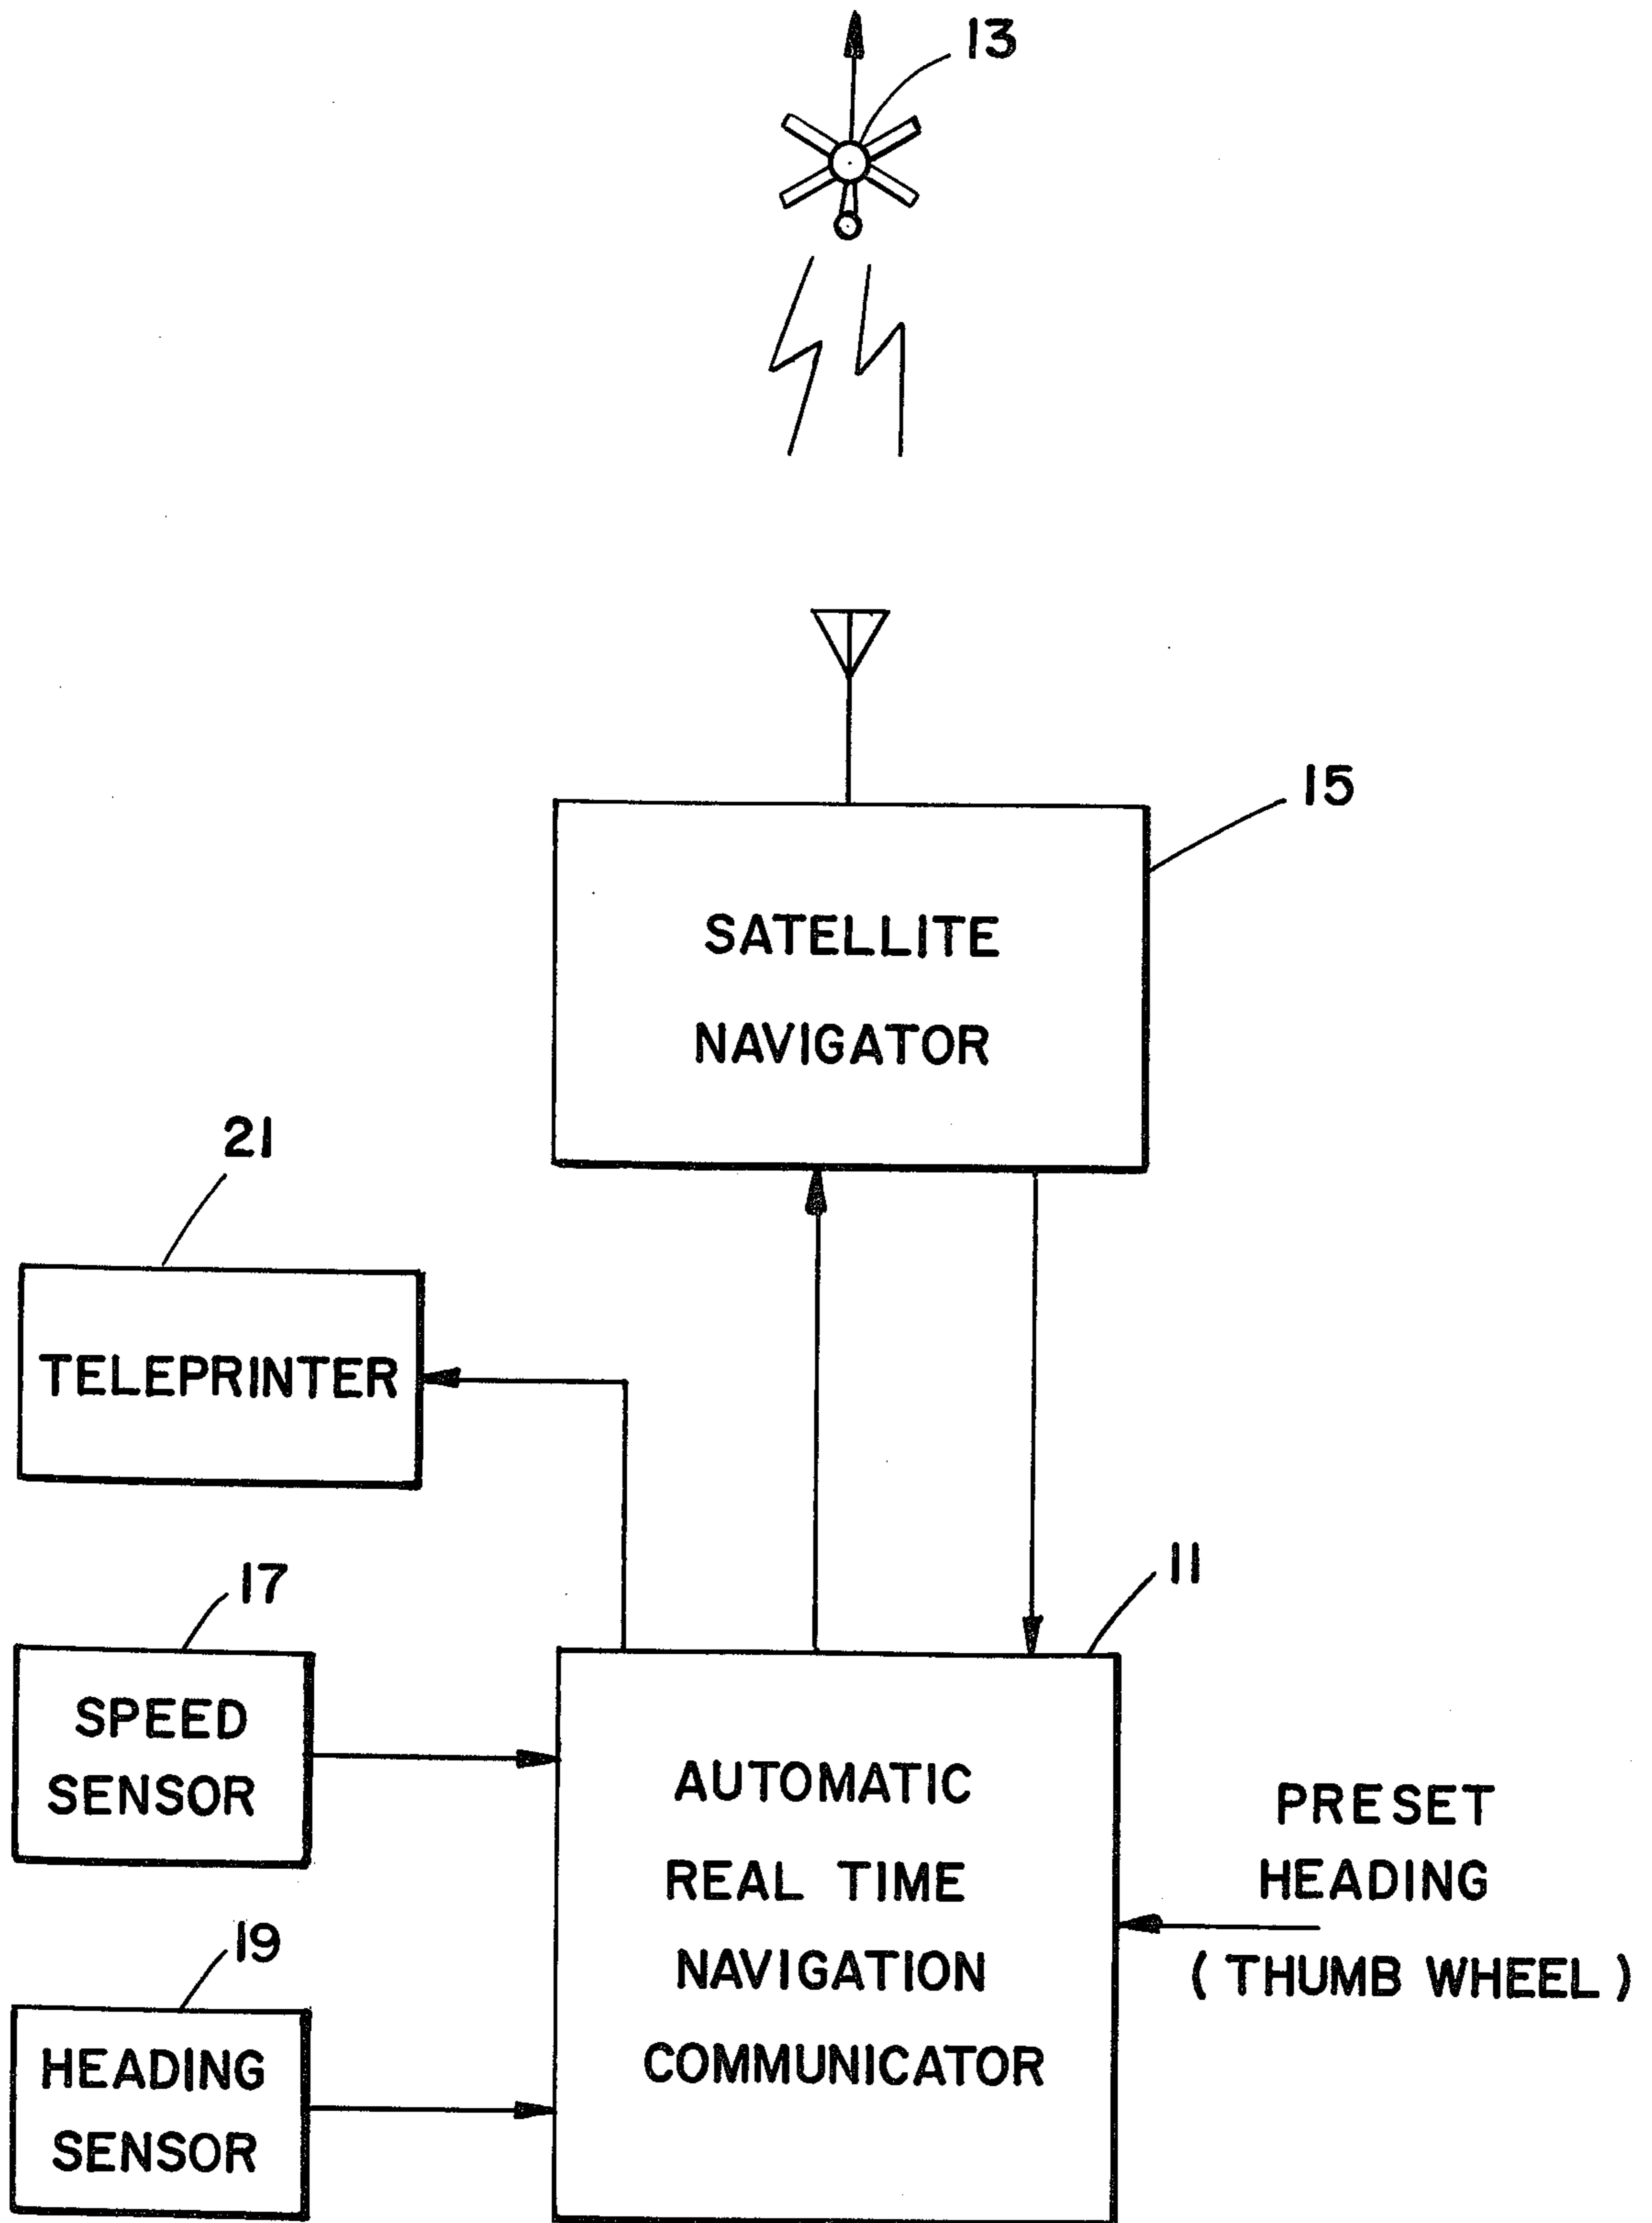 13
15
SATELLITE
NAVIGATOR
21
TELEPRINTER
17
SPEED
SENSOR
19
HEADING
SENSOR
11
AUTOMATIC
REAL TIME
NAVIGATION
COMMUNICATOR
PRESET
HEADING
(THUMB WHEEL)